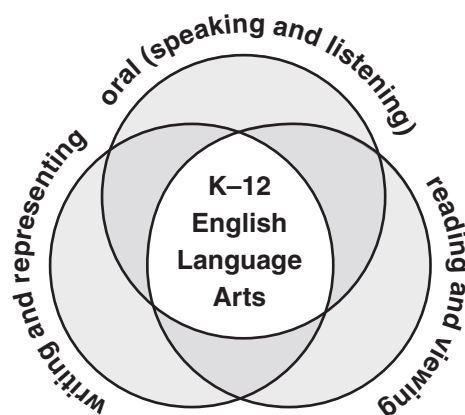 oral (speaking and listening)
writing and representing
reading and viewing
K–12
English
Language
Arts